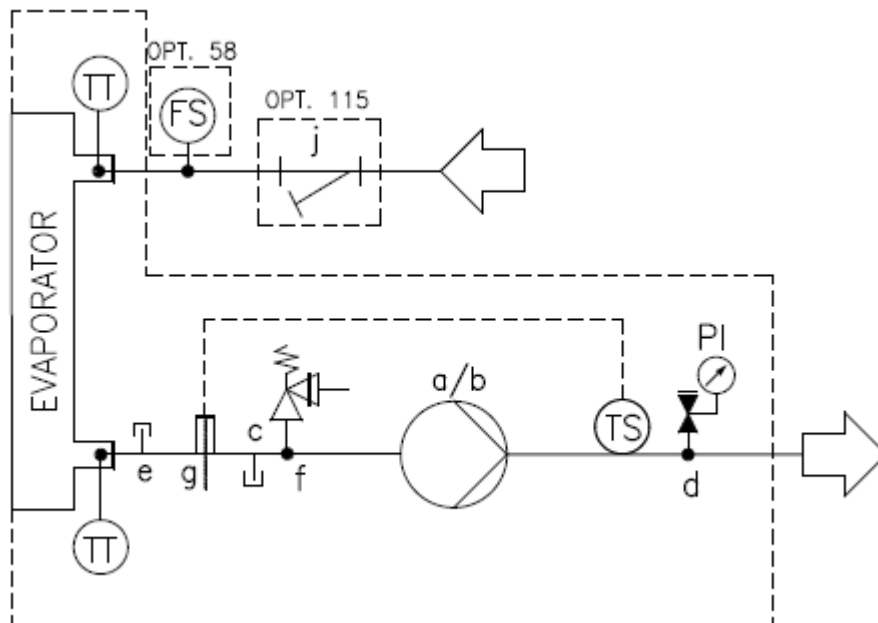 OPT. 58
TT
FS
OPT. 115
j
EVAPORATOR
PI
a/b
TS
c
e
g
f
d
TT